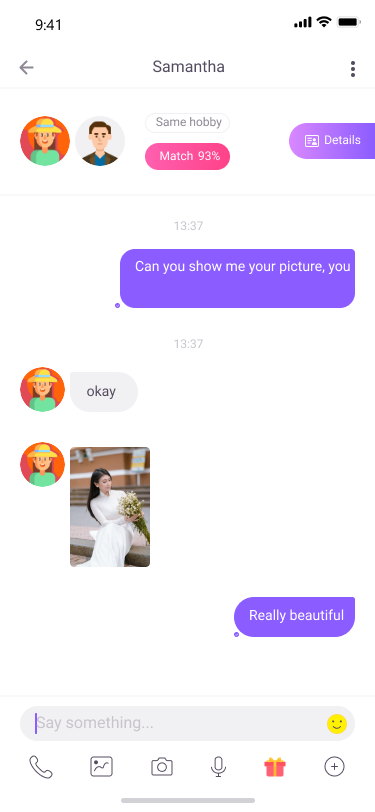 9:41
Samantha
Same hobby
Match 93%
Details
13:37
Can you show me your picture, you
13:37
okay
Really beautiful
Say something...